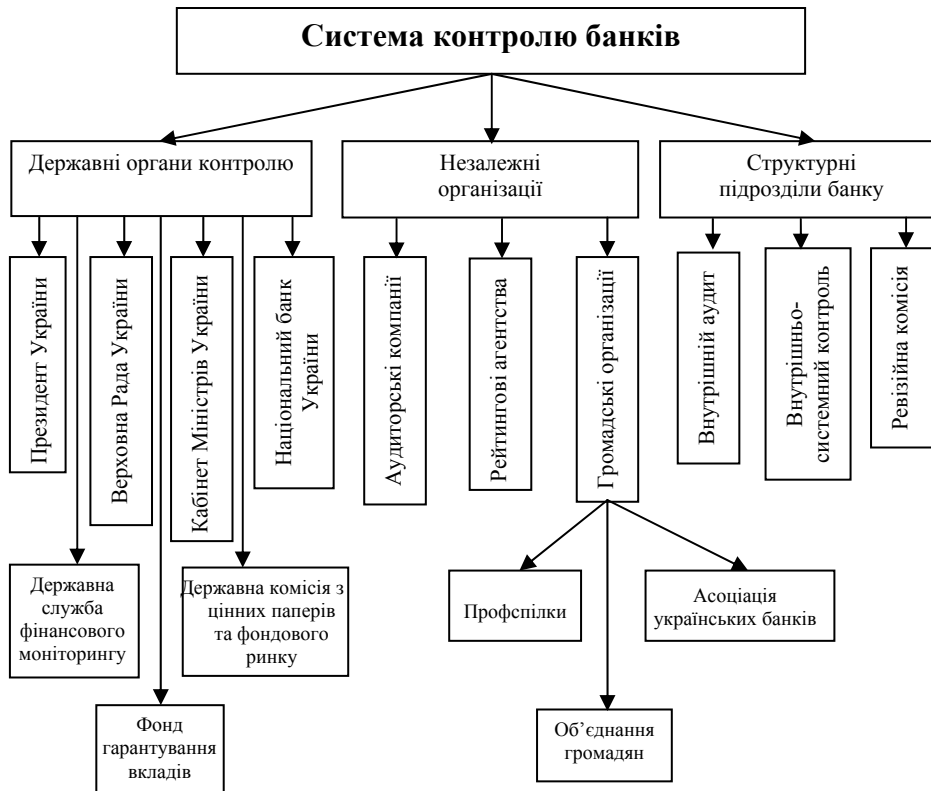 Система контролю банків
Державні органи контролю
Незалежні
організації
Структурні
підрозділи банку
Президент України
Верховна Рада України
Кабінет Міністрів України
Національний банк
України
Аудиторські компанії
Рейтингові агентства
Громадські організації
Внутрішній аудит
Внутрішньо-
системний контроль
Ревізійна комісія
Державна
служба
фінансового
моніторингу
Державна комісія з
цінних паперів
та фондового
ринку
Профспілки
Асоціація
українських банків
Фонд
гарантування
вкладів
Об’єднання
громадян